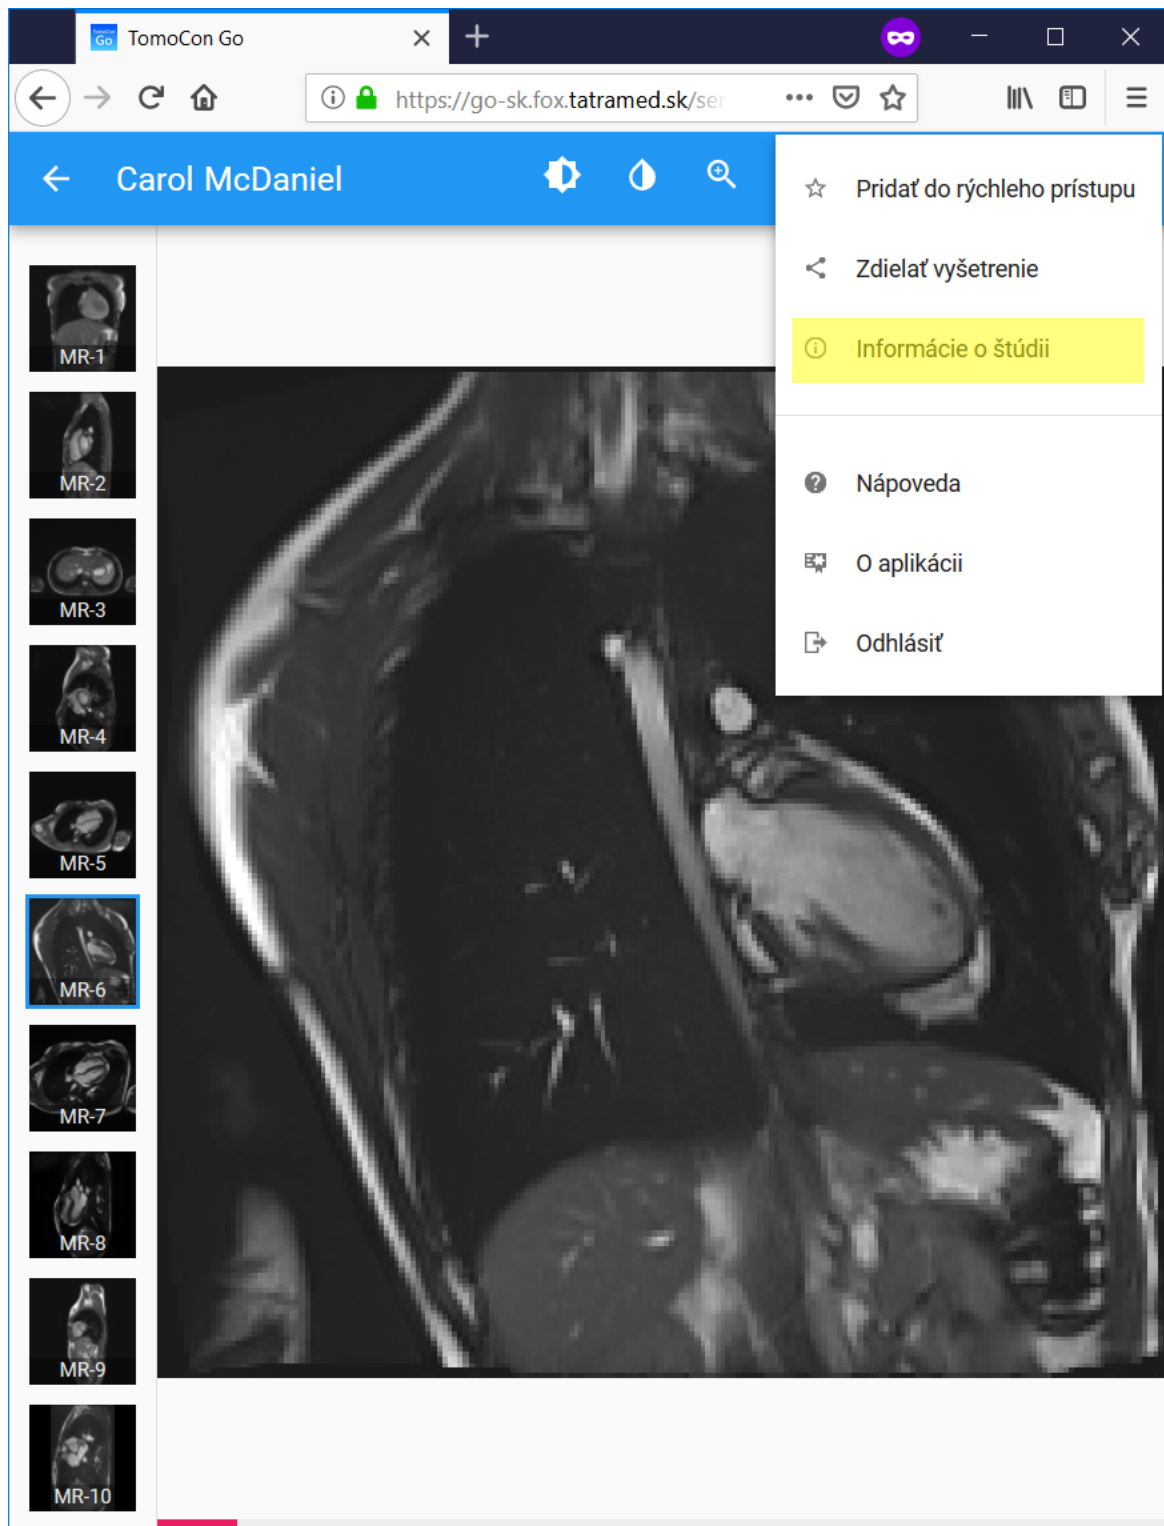 TomoCon Go
https://go-sk.fox.tatramed.sk/ser
Carol McDaniel
Pridať do rýchleho prístupu
Zdielať vyšetrenie
Informácie o štúdii
Nápoveda
O aplikácii
Odhlásiť
MR-1
MR-2
MR-3
MR-4
MR-5
MR-6
MR-7
MR-8
MR-9
MR-10